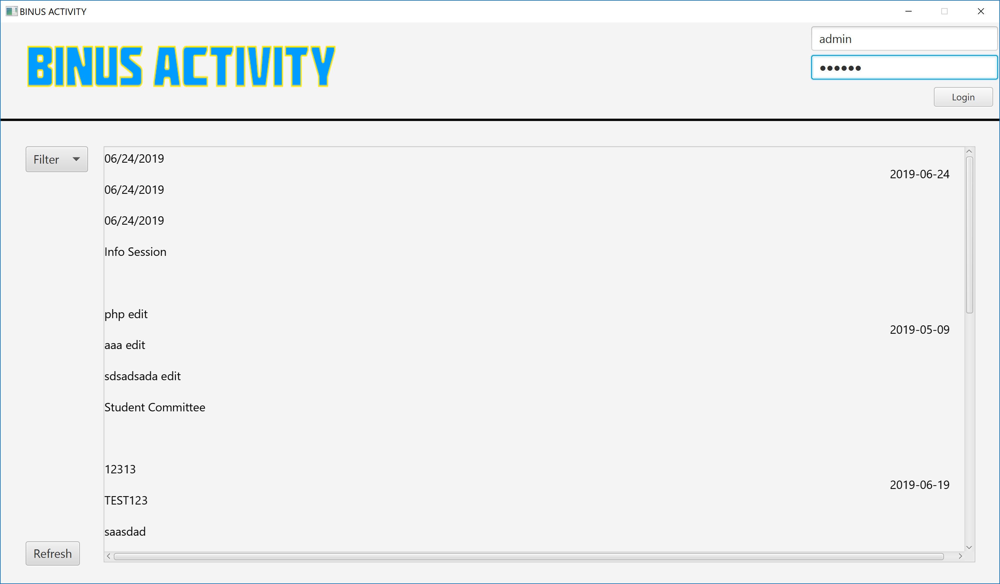 BINUS ACTIVITY
admin
BINUS ACTIVITY
••••••
Login
Filter
06/24/2019
2019-06-24
06/24/2019
06/24/2019
Info Session
php edit
2019-05-09
aaa edit
sdsadsada edit
Student Committee
12313
2019-06-19
TEST123
saasdad
Refresh